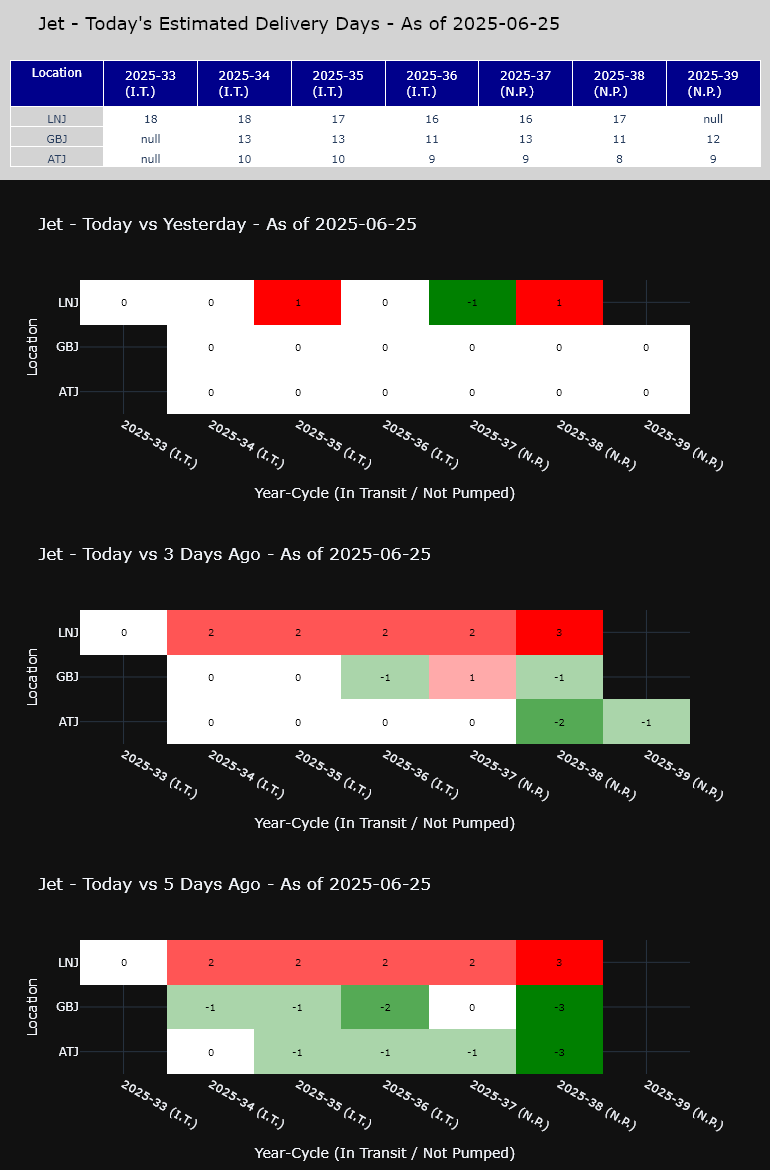 Jet - Today's Estimated Delivery Days - As of 2025-06-25
Location 2025-33 (I.T.) 2025-34 (I.T.) 2025-35 (I.T.) 2025-36 (I.T.) 2025-37 (N.P.) 2025-38 (N.P.) 2025-39 (N.P.)
LNJ 18 18 17 16 16 17 null
GBJ null 13 13 11 13 11 12
ATJ null 10 10 9 9 8 9
Jet - Today vs Yesterday - As of 2025-06-25
Location
LNJ 0 0 1 0 -1 1
GBJ 0 0 0 0 0 0
ATJ 0 0 0 0 0 0
2025-33 (I.T.) 2025-34 (I.T.) 2025-35 (I.T.) 2025-36 (I.T.) 2025-37 (N.P.) 2025-38 (N.P.) 2025-39 (N.P.)
Year-Cycle (In Transit / Not Pumped)
Jet - Today vs 3 Days Ago - As of 2025-06-25
Location
LNJ 0 2 2 2 2 3
GBJ 0 0 -1 1 -1
ATJ 0 0 0 0 -2 -1
2025-33 (I.T.) 2025-34 (I.T.) 2025-35 (I.T.) 2025-36 (I.T.) 2025-37 (N.P.) 2025-38 (N.P.) 2025-39 (N.P.)
Year-Cycle (In Transit / Not Pumped)
Jet - Today vs 5 Days Ago - As of 2025-06-25
Location
LNJ 0 2 2 2 2 3
GBJ -1 -1 -2 0 -3
ATJ 0 -1 -1 -1 -3
2025-33 (I.T.) 2025-34 (I.T.) 2025-35 (I.T.) 2025-36 (I.T.) 2025-37 (N.P.) 2025-38 (N.P.) 2025-39 (N.P.)
Year-Cycle (In Transit / Not Pumped)